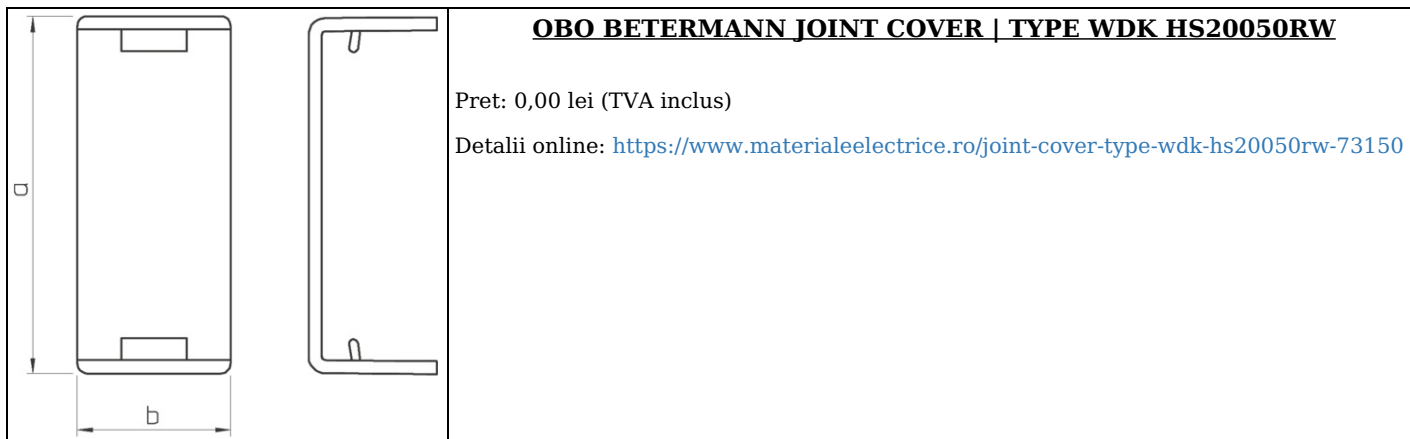 OBO BETERMANN JOINT COVER | TYPE WDK HS20050RW
Pret: 0,00 lei (TVA inclus)
Detalii online: https://www.materialeelectrice.ro/joint-cover-type-wdk-hs20050rw-73150
a
b